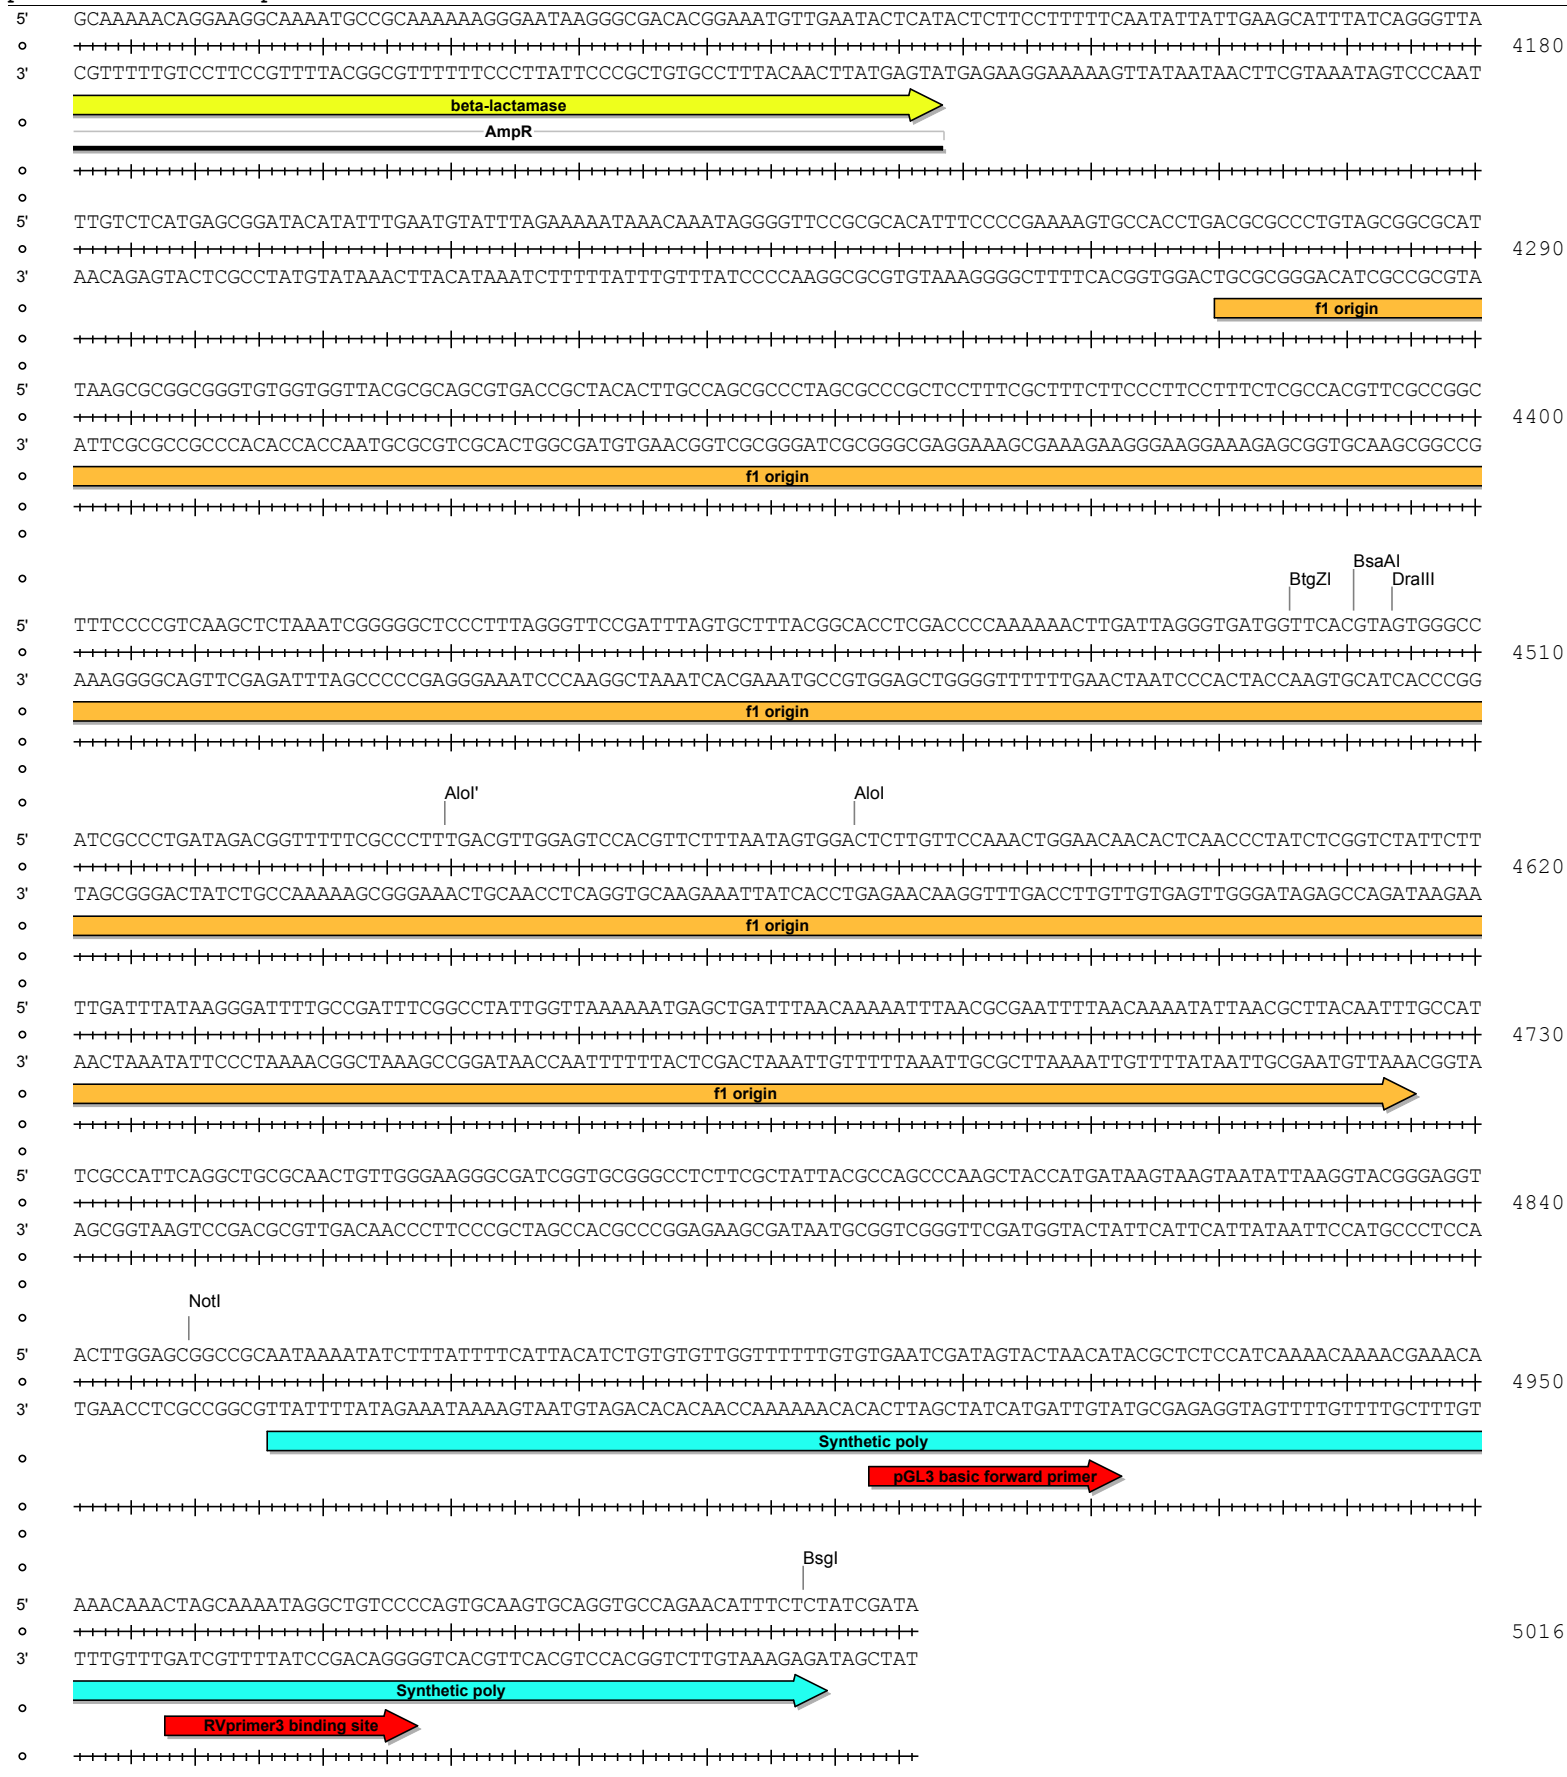 5' GCAAAAACAGGAAGGCAAAATGCCGCAAAAAAGGGAATAAGGGCGACACGGAAATGTTGAATACTCATACTCTTCCTTTTTCAATATTATTGAAGCATTTATCAGGGTTA
4180
3' CGTTTTTGTCCTTCCGTTTTACGGCGTTTTTTCCCTTATTCCCGCTGTGCCTTTACAACTTATGAGTATGAGAAGGAAAAAGTTATAATAACTTCGTAAATAGTCCCAAT
beta-lactamase
AmpR
5' TTGTCTCATGAGCGGATACATATTTGAATGTATTTAGAAAAATAAACAAATAGGGGTTCCGCGCACATTTCCCCGAAAAGTGCCACCTGACGCGCCCTGTAGCGGCGCAT
4290
3' AACAGAGTACTCGCCTATGTATAAACTTACATAAATCTTTTTATTTGTTTATCCCCAAGGCGCGTGTAAAGGGGCTTTTCACGGTGGACTGCGCGGGACATCGCCGCGTA
f1 origin
5' TAAGCGCGGCGGGTGTGGTGGTTACGCGCAGCGTGACCGCTACACTTGCCAGCGCCCTAGCGCCCGCTCCTTTCGCTTTCTTCCCTTCCTTTCTCGCCACGTTCGCCGGC
4400
3' ATTCGCGCCGCCCACACCACCAATGCGCGTCGCACTGGCGATGTGAACGGTCGCGGGATCGCGGGCGAGGAAAGCGAAAGAAGGGAAGGAAAGAGCGGTGCAAGCGGCCG
f1 origin
BsaAI
BtgZI DraIII
5' TTTCCCCGTCAAGCTCTAAATCGGGGGCTCCCTTTAGGGTTCCGATTTAGTGCTTTACGGCACCTCGACCCCAAAAAACTTGATTAGGGTGATGGTTCACGTAGTGGGCC
4510
3' AAAGGGGCAGTTCGAGATTTAGCCCCCGAGGGAAATCCCAAGGCTAAATCACGAAATGCCGTGGAGCTGGGGTTTTTTGAACTAATCCCACTACCAAGTGCATCACCCGG
f1 origin
AloI' AloI
5' ATCGCCCTGATAGACGGTTTTTCGCCCTTTGACGTTGGAGTCCACGTTCTTTAATAGTGGACTCTTGTTCCAAACTGGAACAACACTCAACCCTATCTCGGTCTATTCTT
4620
3' TAGCGGGACTATCTGCCAAAAAGCGGGAAACTGCAACCTCAGGTGCAAGAAATTATCACCTGAGAACAAGGTTTGACCTTGTTGTGAGTTGGGATAGAGCCAGATAAGAA
f1 origin
5' TTGATTTATAAGGGATTTTGCCGATTTCGGCCTATTGGTTAAAAAATGAGCTGATTTAACAAAAATTTAACGCGAATTTTAACAAAATATTAACGCTTACAATTTGCCAT
4730
3' AACTAAATATTCCCTAAAACGGCTAAAGCCGGATAACCAATTTTTTACTCGACTAAATTGTTTTTAAATTGCGCTTAAAATTGTTTTATAATTGCGAATGTTAAACGGTA
f1 origin
5' TCGCCATTCAGGCTGCGCAACTGTTGGGAAGGGCGATCGGTGCGGGCCTCTTCGCTATTACGCCAGCCCAAGCTACCATGATAAGTAAGTAATATTAAGGTACGGGAGGT
4840
3' AGCGGTAAGTCCGACGCGTTGACAACCCTTCCCGCTAGCCACGCCCGGAGAAGCGATAATGCGGTCGGGTTCGATGGTACTATTCATTCATTATAATTCCATGCCCTCCA
NotI
5' ACTTGGAGCGGCCGCAATAAAATATCTTTATTTTCATTACATCTGTGTGTTGGTTTTTTGTGTGAATCGATAGTACTAACATACGCTCTCCATCAAAACAAAACGAAACA
4950
3' TGAACCTCGCCGGCGTTATTTTATAGAAATAAAAGTAATGTAGACACACAACCAAAAAACACACTTAGCTATCATGATTGTATGCGAGAGGTAGTTTTGTTTTGCTTTGT
Synthetic poly
pGL3 basic forward primer
BsgI
5' AAACAAACTAGCAAAATAGGCTGTCCCCAGTGCAAGTGCAGGTGCCAGAACATTTCTCTATCGATA
5016
3' TTTGTTTGATCGTTTTATCCGACAGGGGTCACGTTCACGTCCACGGTCTTGTAAAGAGATAGCTAT
Synthetic poly
RVprimer3 binding site